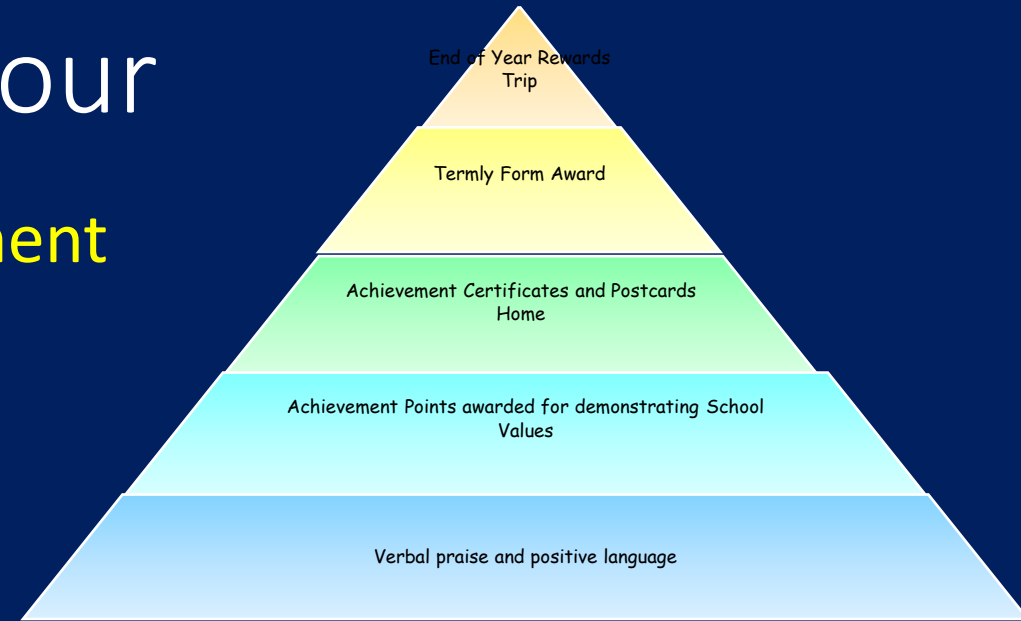 our
ment
End of Year Rewards
Trip
Termly Form Award
Achievement Certificates and Postcards
Home
Achievement Points awarded for demonstrating School
Values
Verbal praise and positive language